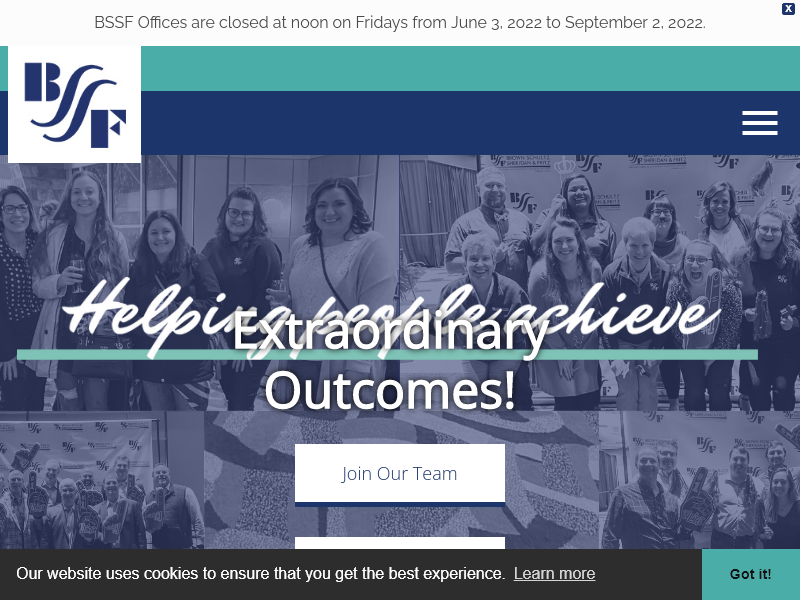 BSSF Offices are closed at noon on Fridays from June 3, 2022 to September 2, 2022.
X
BSSF
Helping people achieve
Extraordinary
Outcomes!
Join Our Team
Our website uses cookies to ensure that you get the best experience. Learn more
Got it!